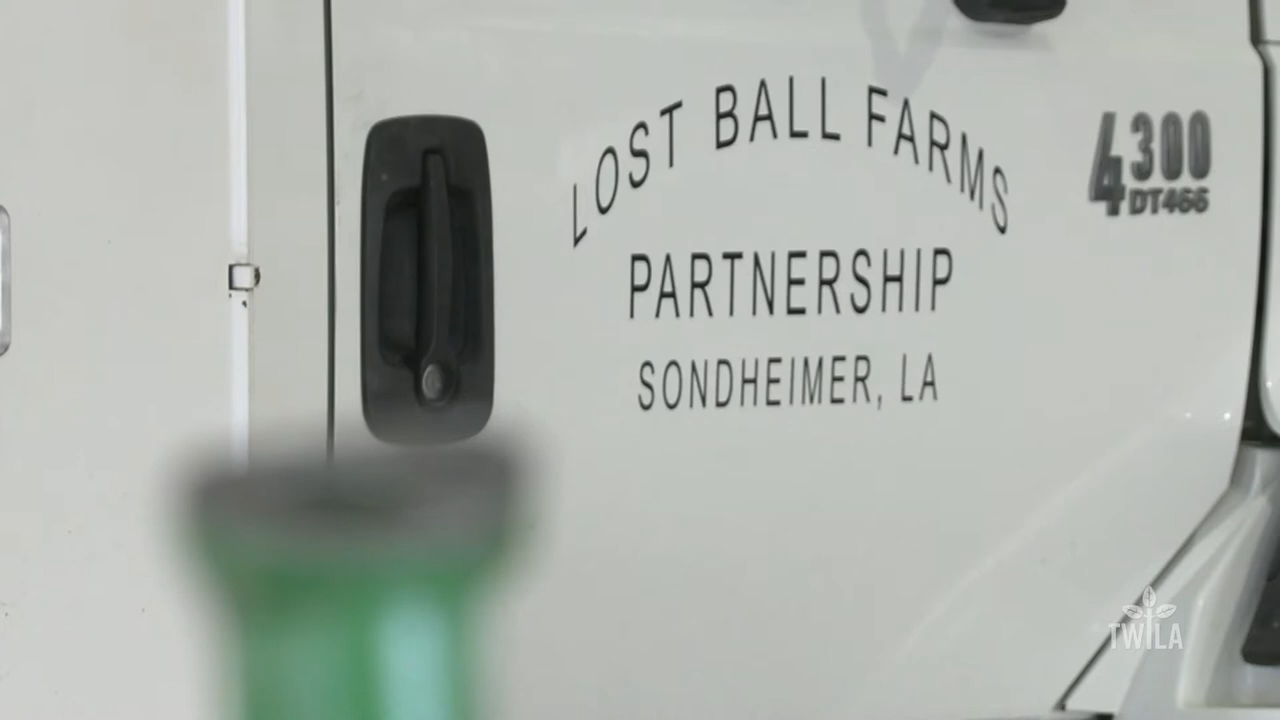 LOST BALL FARMS
PARTNERSHIP
SONDHEIMER, LA
4300
DT466
TWILA